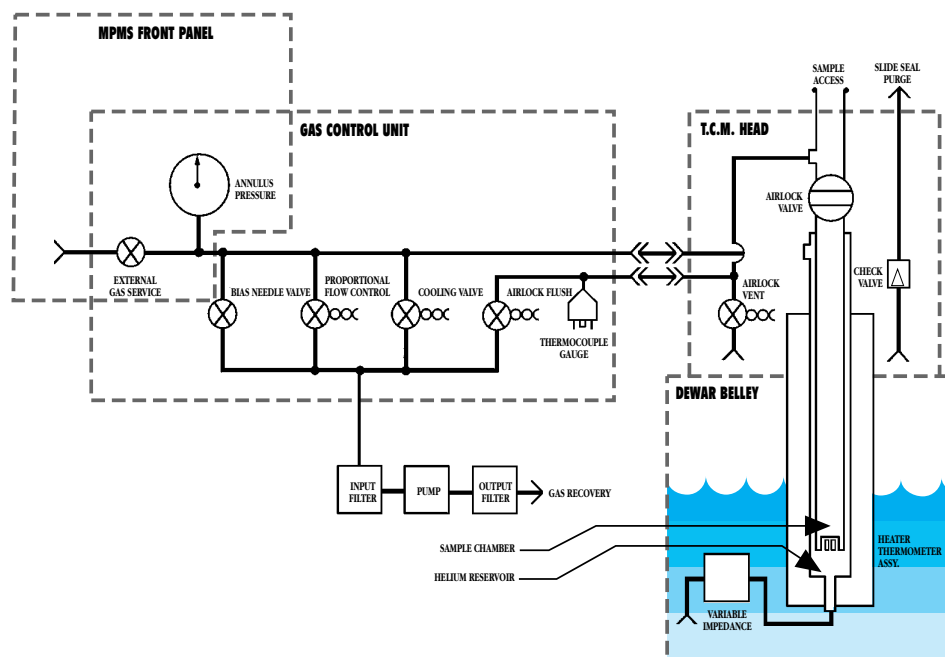 MPMS FRONT PANEL
GAS CONTROL UNIT
ANNULUS
PRESSURE
EXTERNAL
GAS SERVICE
BIAS NEEDLE VALVE
PROPORTIONAL
FLOW CONTROL
COOLING VALVE
AIRLOCK FLUSH
THERMOCOUPLE
GAUGE
SAMPLE
ACCESS
SLIDE SEAL
PURGE
T.C.M. HEAD
AIRLOCK
VALVE
CHECK
VALVE
AIRLOCK
VENT
DEWAR BELLEY
INPUT
FILTER
PUMP
OUTPUT
FILTER
GAS RECOVERY
SAMPLE CHAMBER
HELIUM RESERVOIR
HEATER
THERMOMETER
ASSY.
VARIABLE
IMPEDANCE